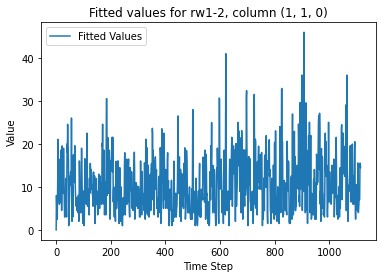 Fitted values for rw1-2, column (1, 1, 0)
Fitted Values
Value
40
30
20
10
0
0 200 400 600 800 1000
Time Step